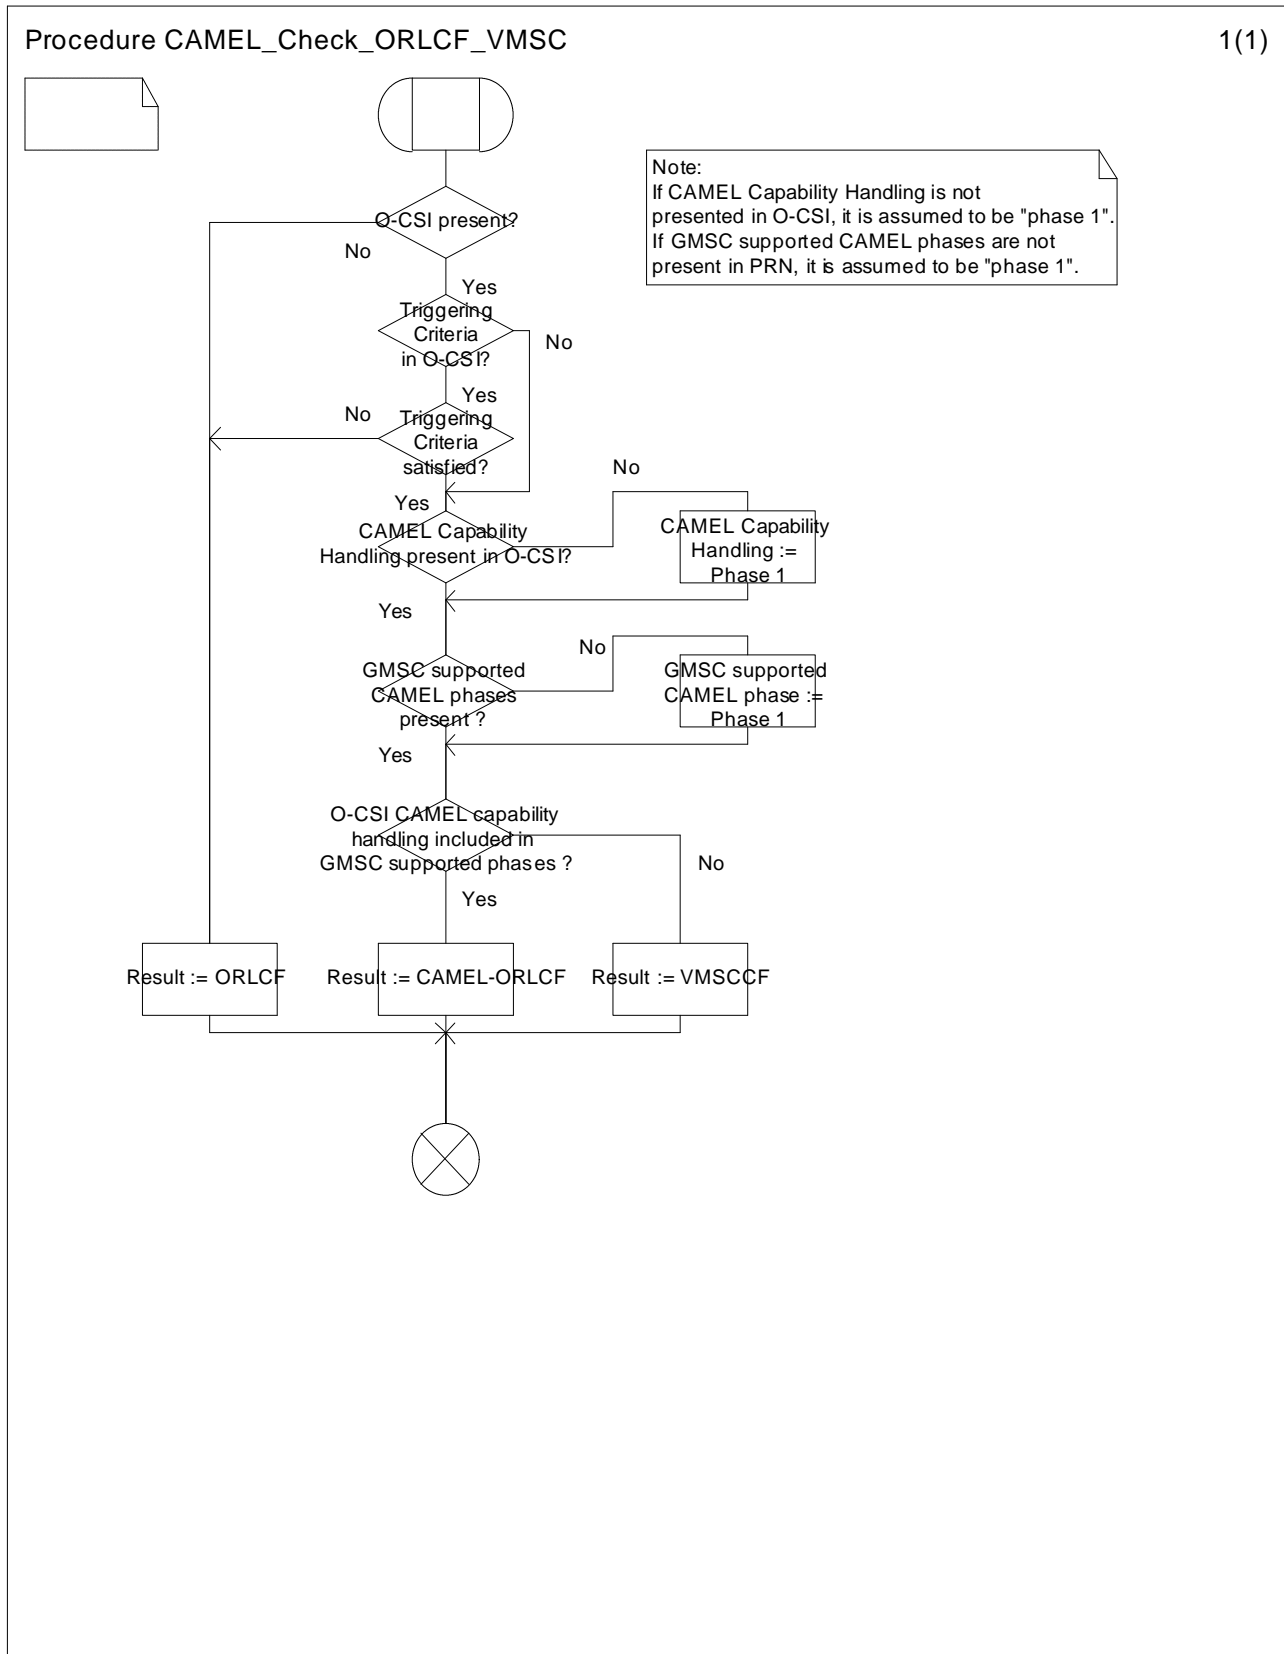 Procedure CAMEL_Check_ORLCF_VMSC
1(1)
Note:
If CAMEL Capability Handling is not
presented in O-CSI, it is assumed to be "phase 1".
If GMSC supported CAMEL phases are not
present in PRN, it is assumed to be "phase 1".
O-CSI present?
No
Yes
Triggering
Criteria
in O-CSI?
No
Yes
No
Triggering
Criteria
satisfied?
Yes
No
CAMEL Capability
Handling present in O-CSI?
CAMEL Capability
Handling :=
Phase 1
Yes
No
GMSC supported
CAMEL phases
present ?
GMSC supported
CAMEL phase :=
Phase 1
Yes
O-CSI CAMEL capability
handling included in
GMSC supported phases ?
No
Yes
Result := ORLCF
Result := CAMEL-ORLCF
Result := VMSCCF